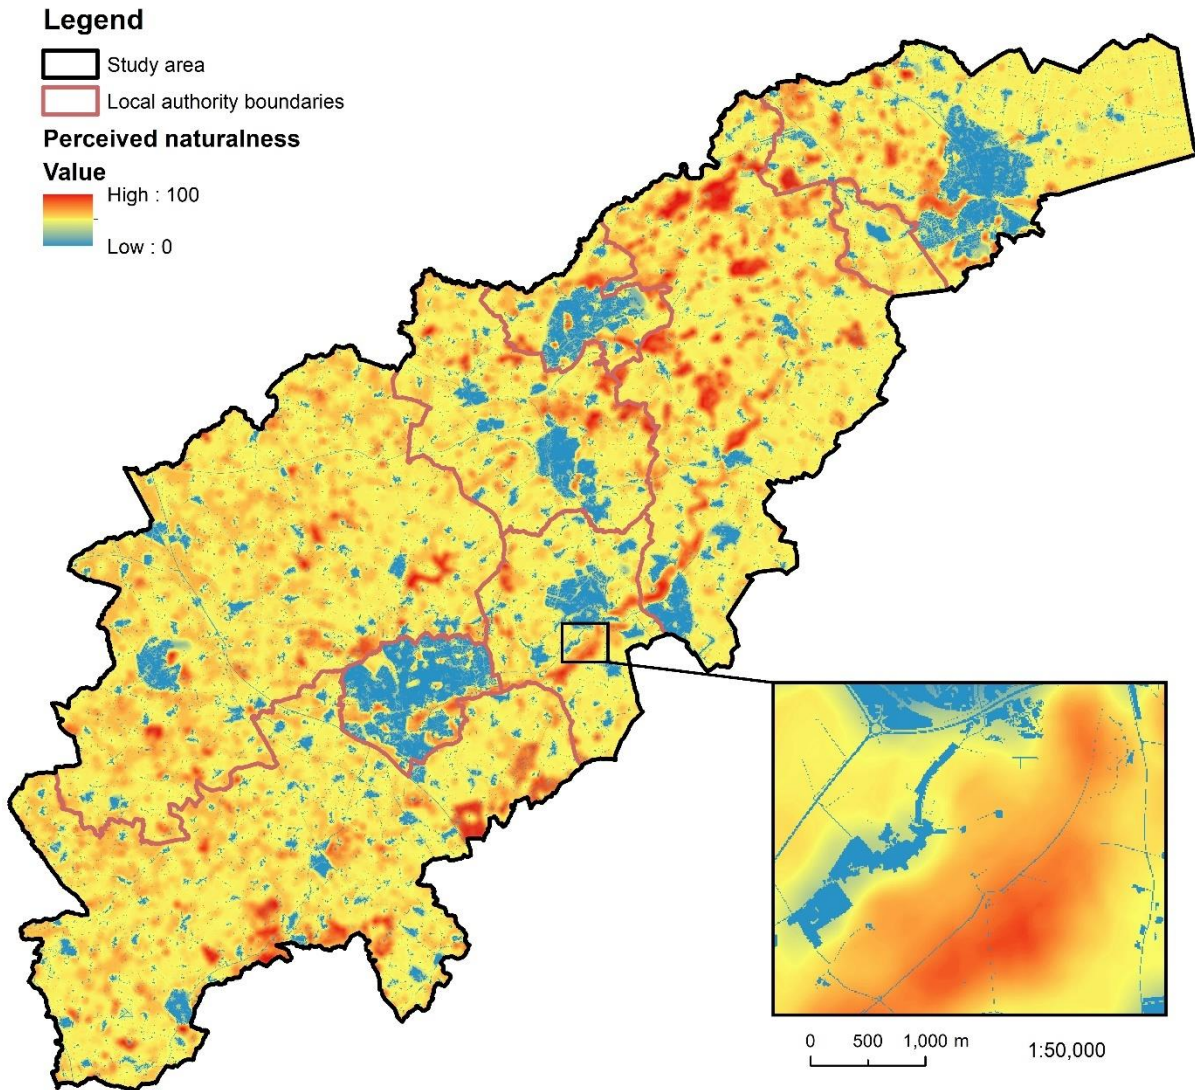 Legend
Study area
Local authority boundaries
Perceived naturalness
Value
High : 100
Low : 0
0 500 1,000 m
1:50,000